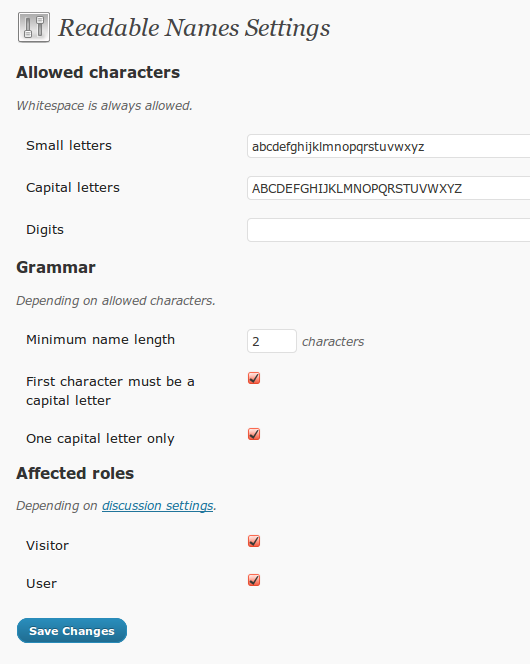 Readable Names Settings
Allowed characters
Whitespace is always allowed.
Small letters
abcdefghijklmnopqrstuvwxyz
Capital letters
ABCDEFGHIJKLMNOPQRSTUVWXYZ
Digits
Grammar
Depending on allowed characters.
Minimum name length
2 characters
First character must be a
capital letter
One capital letter only
Affected roles
Depending on discussion settings.
Visitor
User
Save Changes